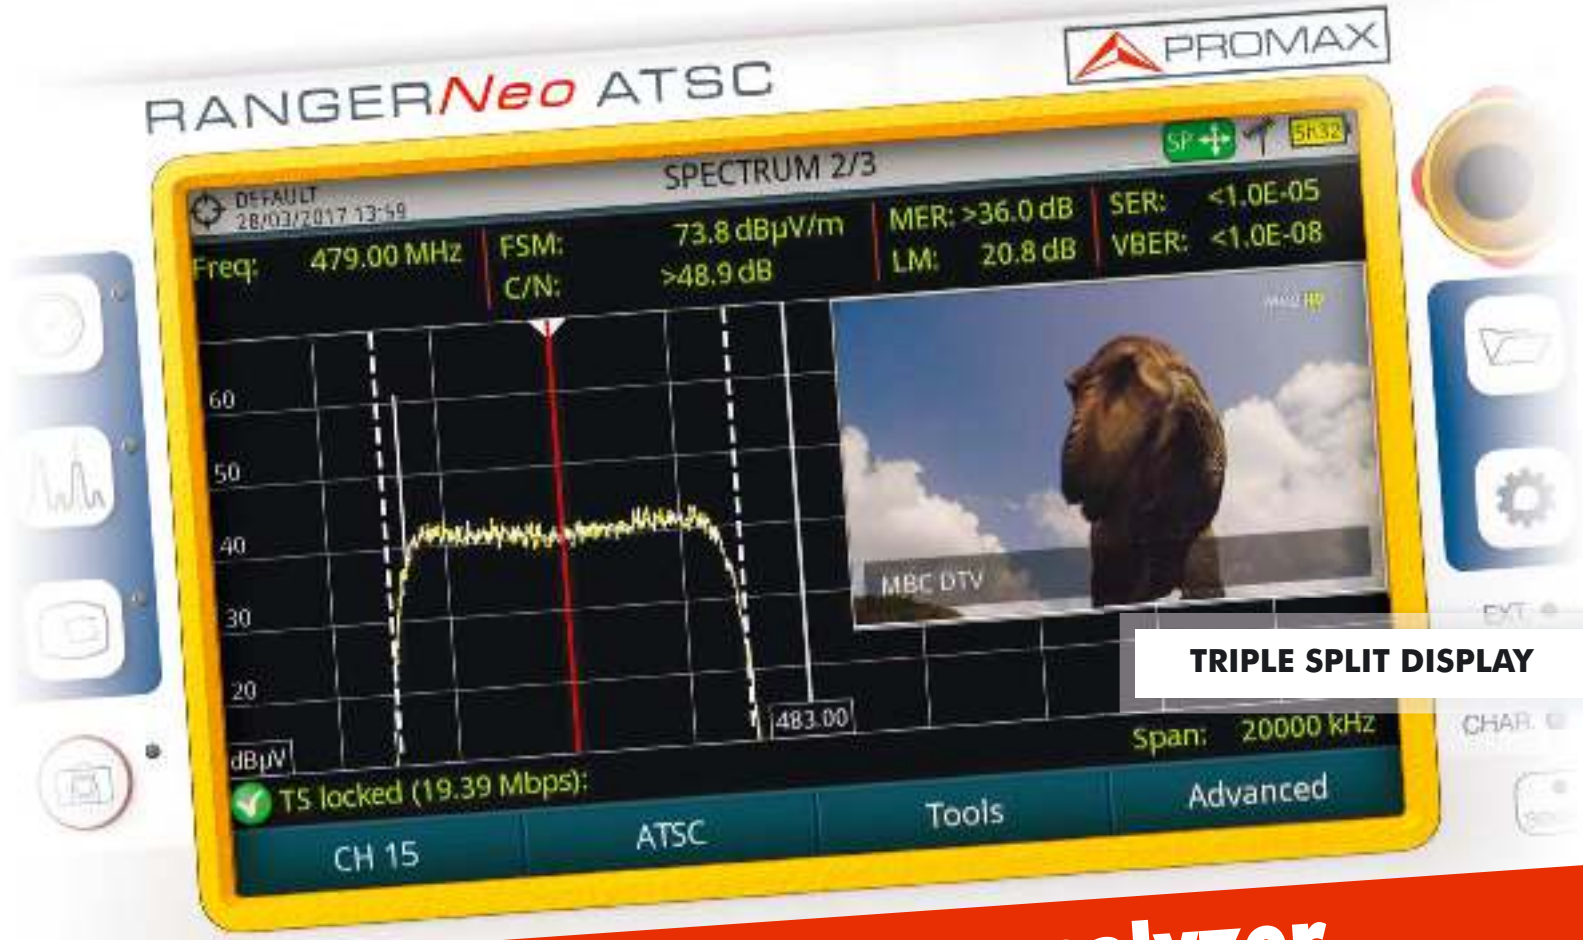 PROMAX
RANGERNeo ATSC
SPECTRUM 2/3
SP
5h32
DEFAULT
28/03/2017 13:59
Freq: 479.00 MHz
FSM: 73.8 dBµV/m
C/N: >48.9 dB
MER: >36.0 dB
LM: 20.8 dB
SER: <1.0E-05
VBER: <1.0E-08
60
50
40
30
20
dBµV
483.00
HD
MBC DTV
EXT.
TRIPLE SPLIT DISPLAY
CHAR.
Span: 20000 kHz
TS locked (19.39 Mbps):
CH 15
ATSC
Tools
Advanced